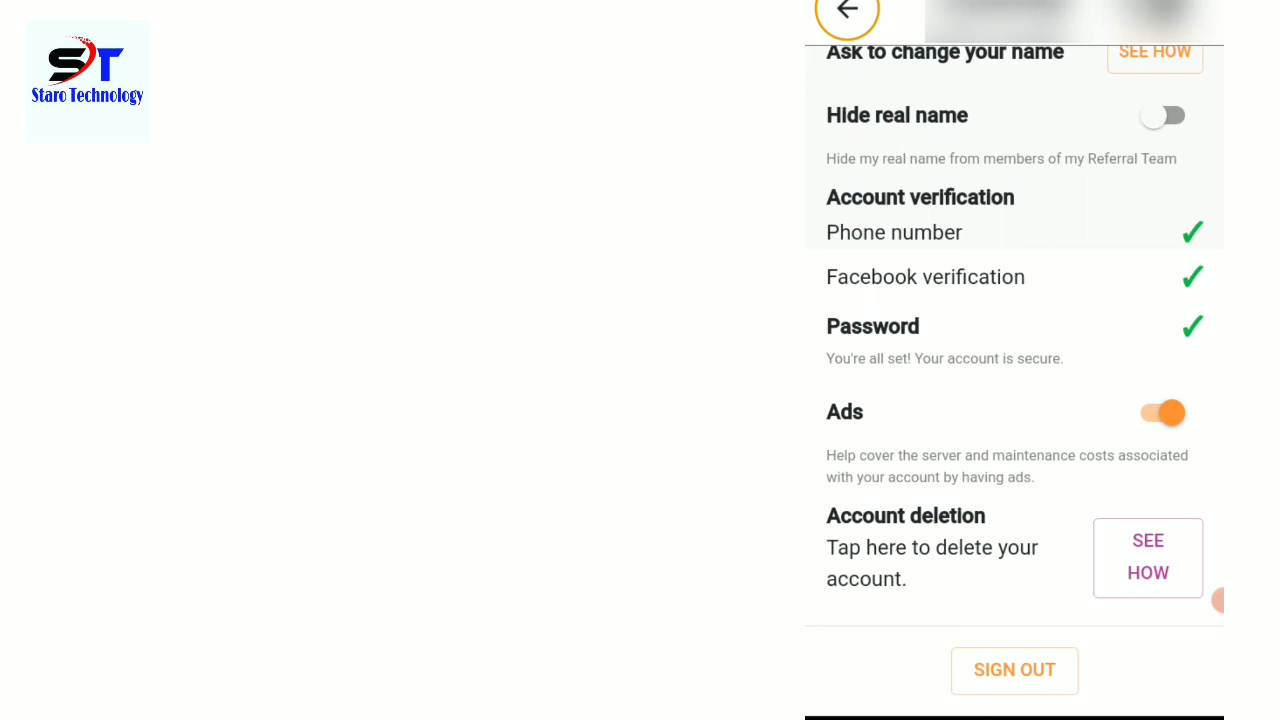 ST
Staro Technology
Ask to change your name
SEE HOW
Hide real name
Hide my real name from members of my Referral Team
Account verification
Phone number
Facebook verification
Password
You're all set! Your account is secure.
Ads
Help cover the server and maintenance costs associated
with your account by having ads.
Account deletion
Tap here to delete your
account.
SEE
HOW
SIGN OUT